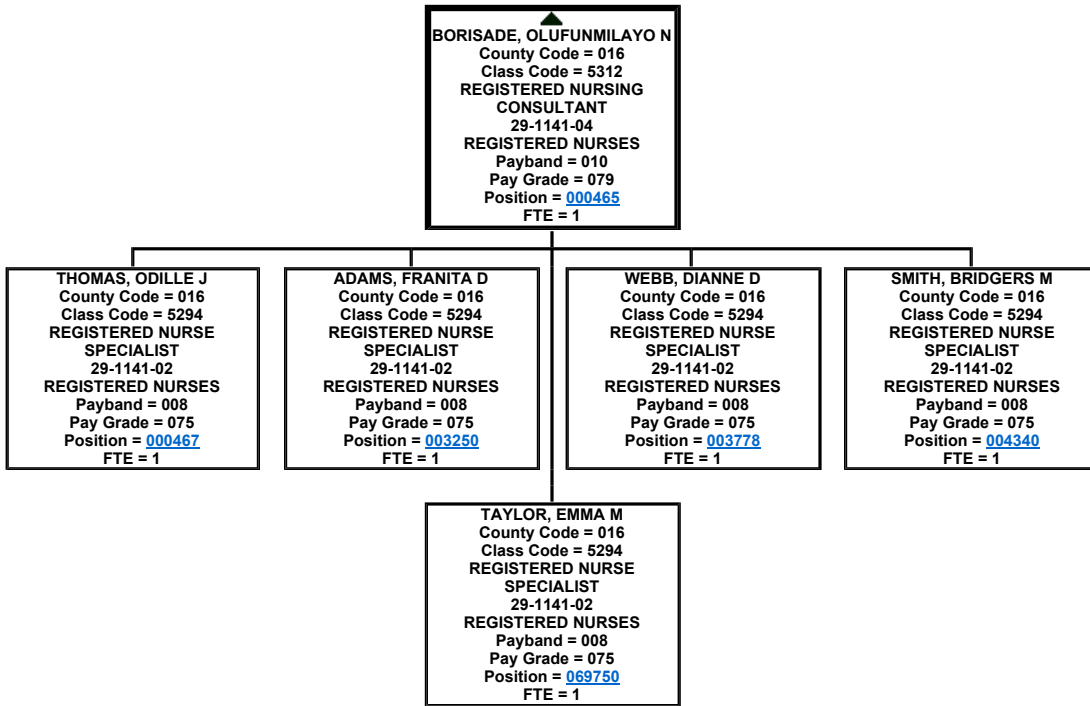 BORISADE, OLUFUNMILAYO N
County Code = 016
Class Code = 5312
REGISTERED NURSING
CONSULTANT
29-1141-04
REGISTERED NURSES
Payband = 010
Pay Grade = 079
Position = 000465
FTE = 1
THOMAS, ODILLE J
County Code = 016
Class Code = 5294
REGISTERED NURSE
SPECIALIST
29-1141-02
REGISTERED NURSES
Payband = 008
Pay Grade = 075
Position = 000467
FTE = 1
ADAMS, FRANITA D
County Code = 016
Class Code = 5294
REGISTERED NURSE
SPECIALIST
29-1141-02
REGISTERED NURSES
Payband = 008
Pay Grade = 075
Position = 003250
FTE = 1
WEBB, DIANNE D
County Code = 016
Class Code = 5294
REGISTERED NURSE
SPECIALIST
29-1141-02
REGISTERED NURSES
Payband = 008
Pay Grade = 075
Position = 003778
FTE = 1
SMITH, BRIDGERS M
County Code = 016
Class Code = 5294
REGISTERED NURSE
SPECIALIST
29-1141-02
REGISTERED NURSES
Payband = 008
Pay Grade = 075
Position = 004340
FTE = 1
TAYLOR, EMMA M
County Code = 016
Class Code = 5294
REGISTERED NURSE
SPECIALIST
29-1141-02
REGISTERED NURSES
Payband = 008
Pay Grade = 075
Position = 069750
FTE = 1